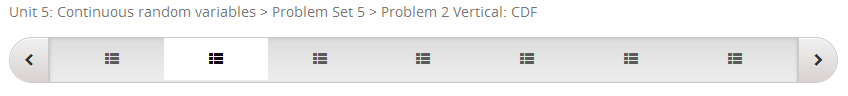 Unit 5: Continuous random variables > Problem Set 5 > Problem 2 Vertical: CDF